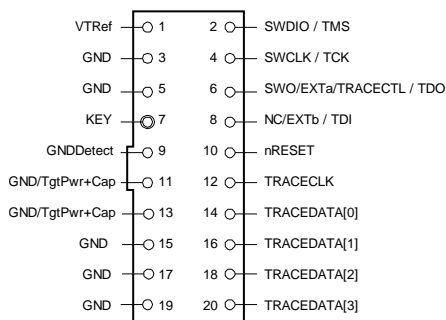 VTRef 1 2 SWDIO / TMS
GND 3 4 SWCLK / TCK
GND 5 6 SWO/EXTa/TRACECTL / TDO
KEY 7 8 NC/EXTb / TDI
GNDDetect 9 10 nRESET
GND/TgtPwr+Cap 11 12 TRACECLK
GND/TgtPwr+Cap 13 14 TRACEDATA[0]
GND 15 16 TRACEDATA[1]
GND 17 18 TRACEDATA[2]
GND 19 20 TRACEDATA[3]